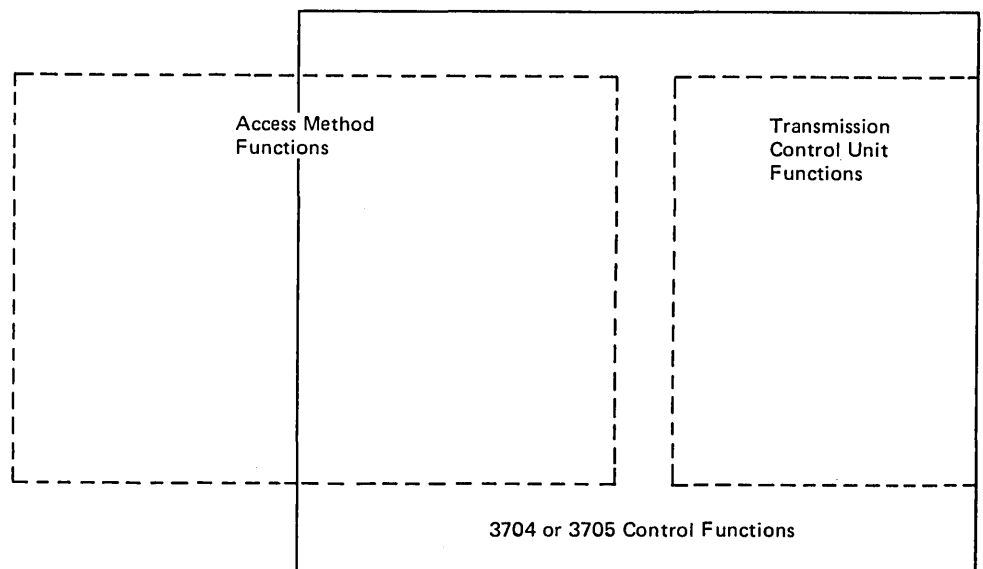 Access Method
Functions
Transmission
Control Unit
Functions
3704 or 3705 Control Functions